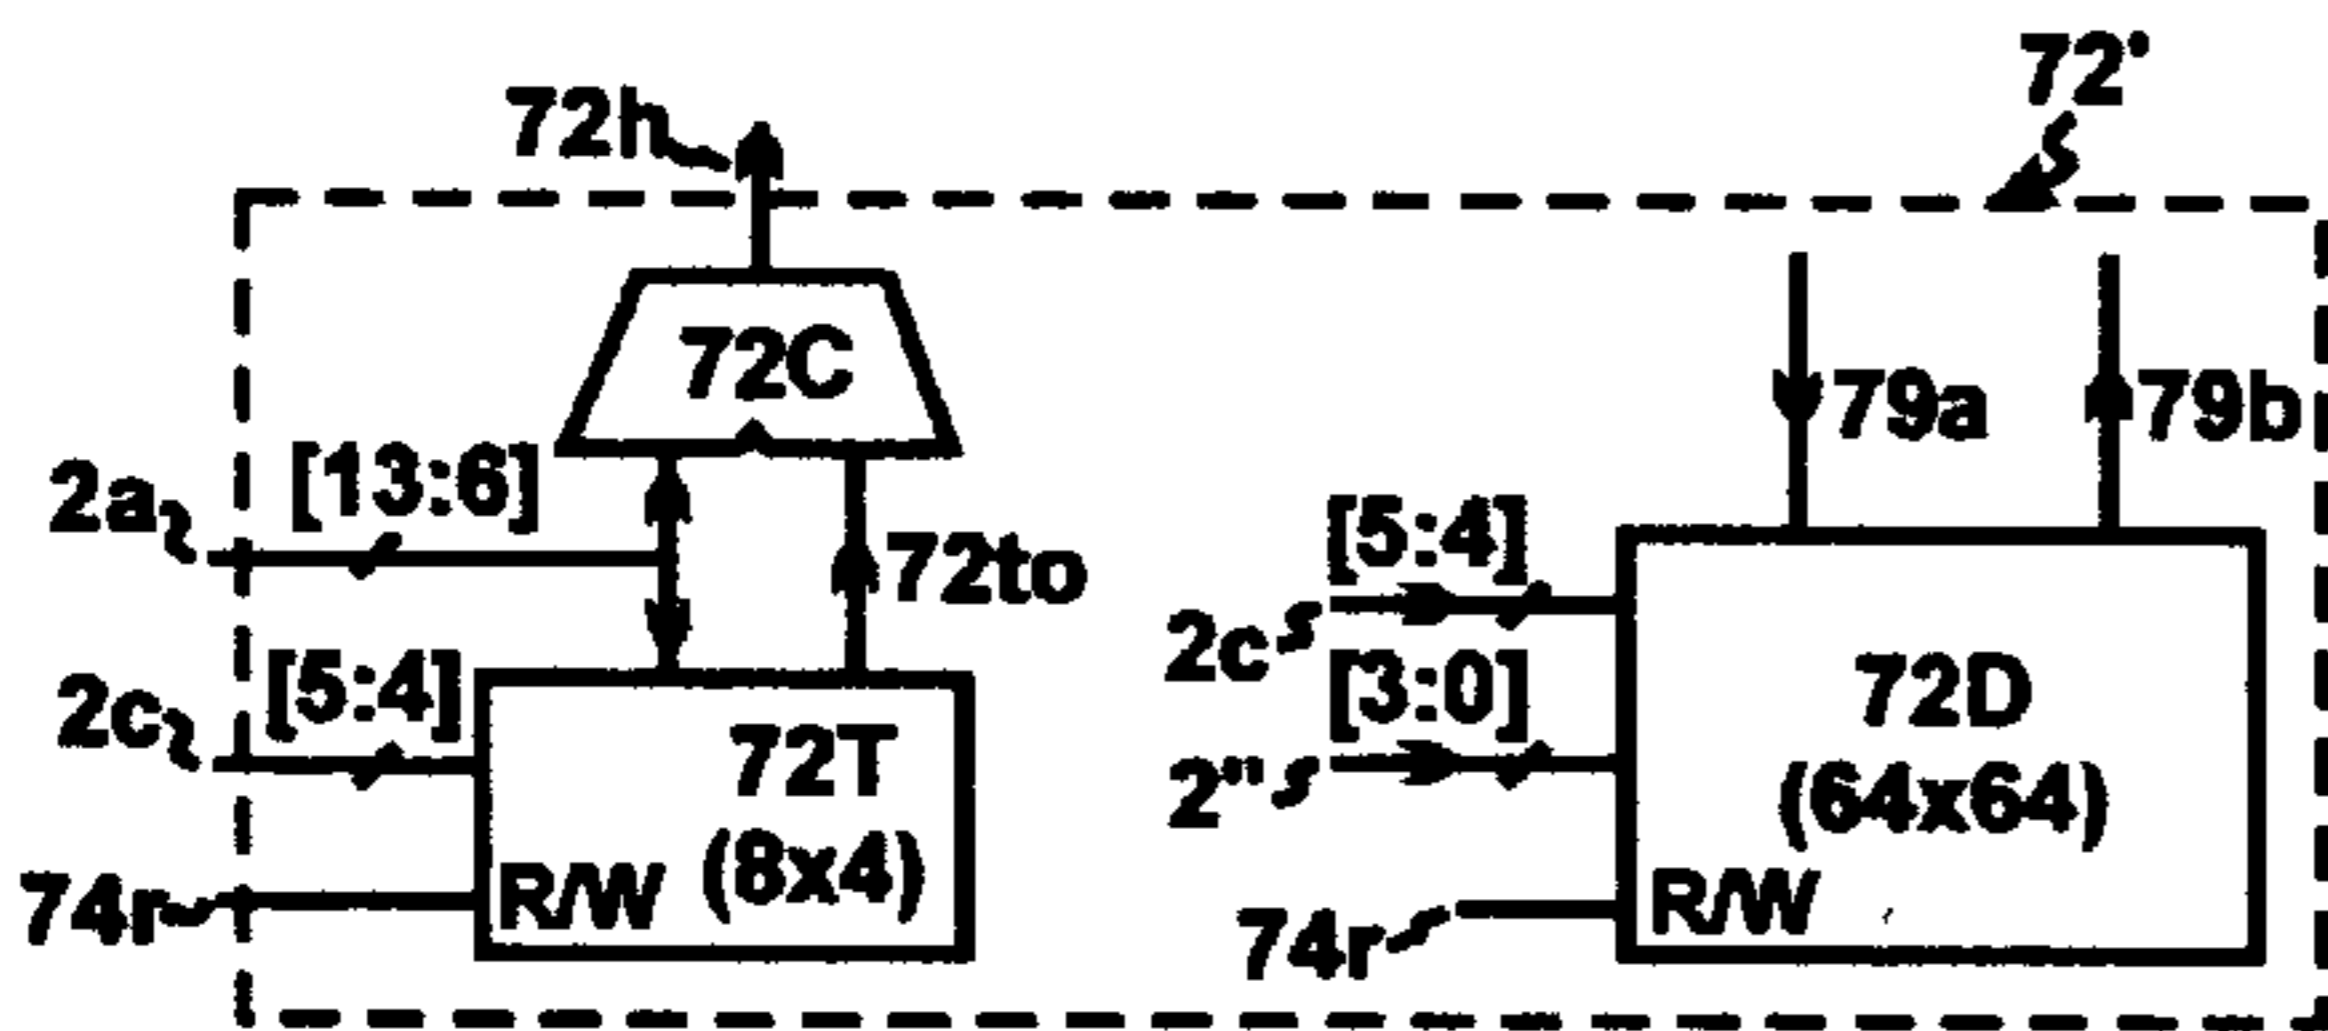 72'
72h
72C
79a
79b
2a
[13:6]
72to
[5:4]
2c
[3:0]
2c
[5:4]
72T
(8x4)
2"
72D
(64x64)
74r
R/W
74r
R/W